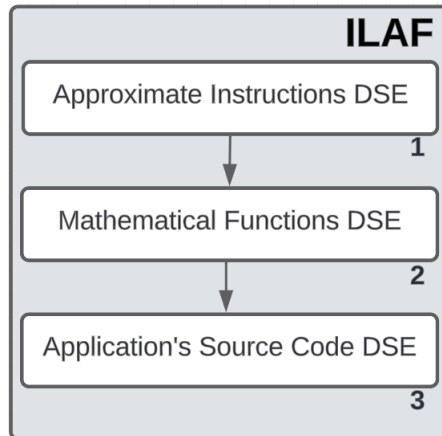 ILAF
Approximate Instructions DSE
1
Mathematical Functions DSE
2
Application's Source Code DSE
3